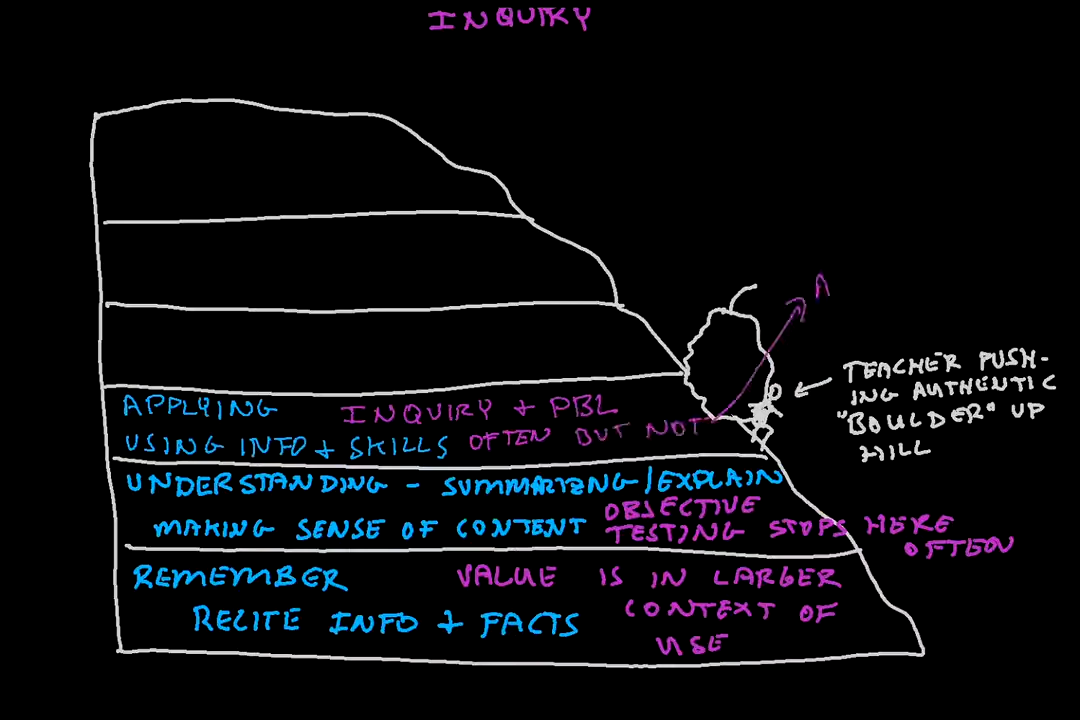 INQUIRY
A
TEACHER PUSH-
ING AUTHENTIC
"BOULDER" UP
HILL
APPLYING INQUIRY + PBL
USING INFO + SKILLS OFTEN BUT NOT
UNDERSTANDING - SUMMARIZING/EXPLAIN
MAKING SENSE OF CONTENT OBJECTIVE
TESTING STOPS HERE
OFTEN
REMEMBER VALUE IS IN LARGER
RECITE INFO + FACTS CONTEXT OF
USE